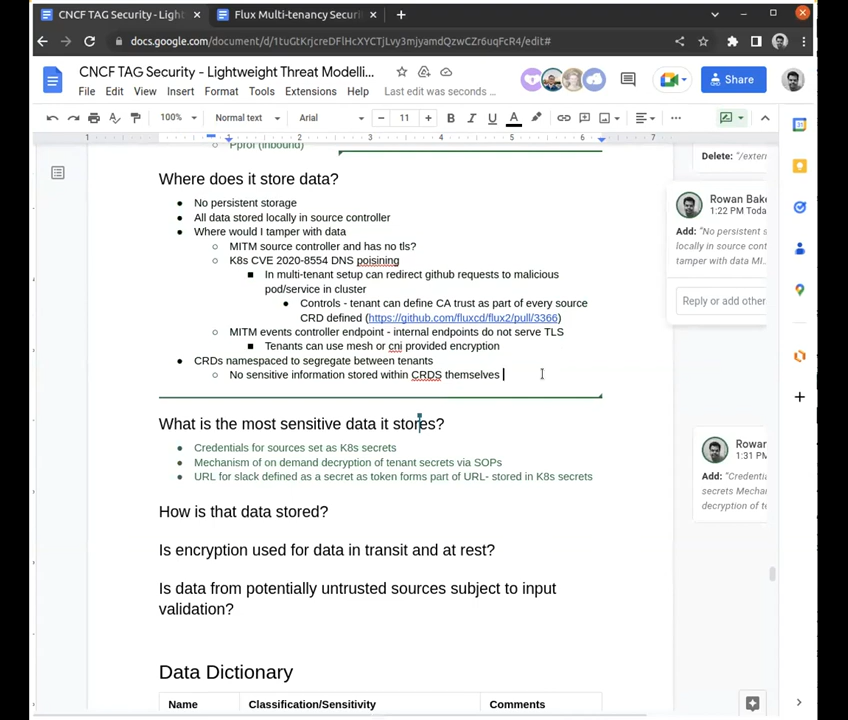 CNCF TAG Security - Ligh
Flux Multi-tenancy Securi
docs.google.com/document/d/1tuGtKrjcreDFlHcXYCTjLvy3mjyamdQzwCZr6uqFcR4/edit#
CNCF TAG Security - Lightweight Threat Modelli...
Share
File Edit View Insert Format Tools Extensions Help Last edit was seconds ...
100% Normal text Arial 11 B I U A
1 1 2 3 4 5 6 7
Pprof (inbound)
Delete: "/exter
Where does it store data?
No persistent storage
All data stored locally in source controller
Where would I tamper with data
MITM source controller and has no tls?
K8s CVE 2020-8554 DNS poisining
In multi-tenant setup can redirect github requests to malicious
pod/service in cluster
Controls - tenant can define CA trust as part of every source
CRD defined (https://github.com/fluxcd/flux2/pull/3366)
MITM events controller endpoint - internal endpoints do not serve TLS
Tenants can use mesh or cni provided encryption
CRDs namespaced to segregate between tenants
No sensitive information stored within CRDS themselves
Rowan Bake
1:22 PM Toda
Add: "No persistent s
locally in source cont
tamper with data MI...
Reply or add other
What is the most sensitive data it stores?
Credentials for sources set as K8s secrets
Mechanism of on demand decryption of tenant secrets via SOPs
URL for slack defined as a secret as token forms part of URL- stored in K8s secrets
Rowar
1:31 PM
Add: "Credentia
secrets Mechan
decryption of te
How is that data stored?
Is encryption used for data in transit and at rest?
Is data from potentially untrusted sources subject to input
validation?
Data Dictionary
Name Classification/Sensitivity Comments